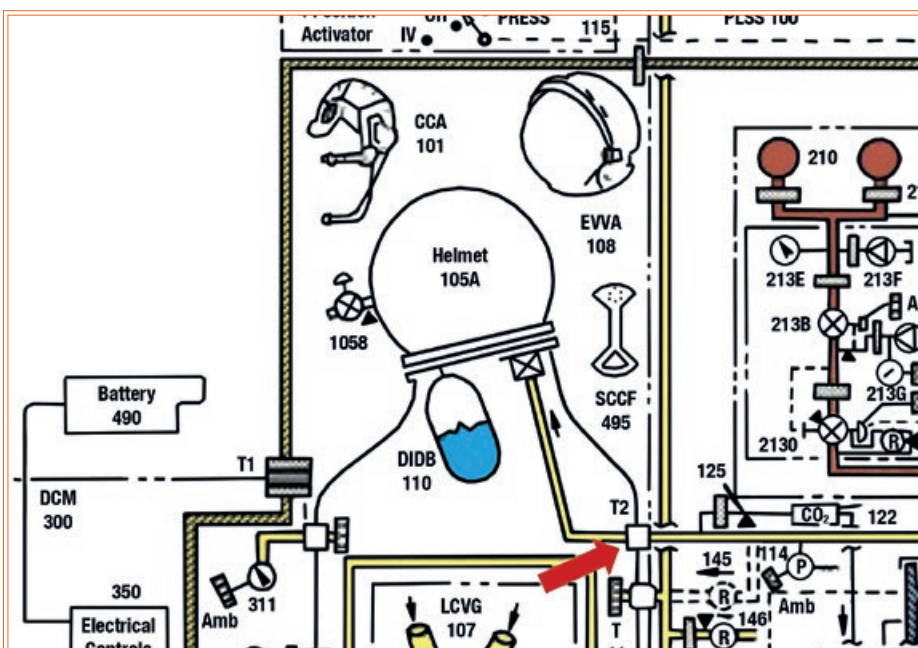 Activator
On
IV
PRESS
115
PLSS 100
CCA
101
EVVA
108
Helmet
105A
1058
SCCF
495
DIDB
110
Battery
490
T1
DCM
300
350
Electrical
Controls
311
Amb
LCVG
107
T2
T
125
CO₂
122
145
114
P
R
Amb
146
R
210
213E
213F
213B
213G
2130
R